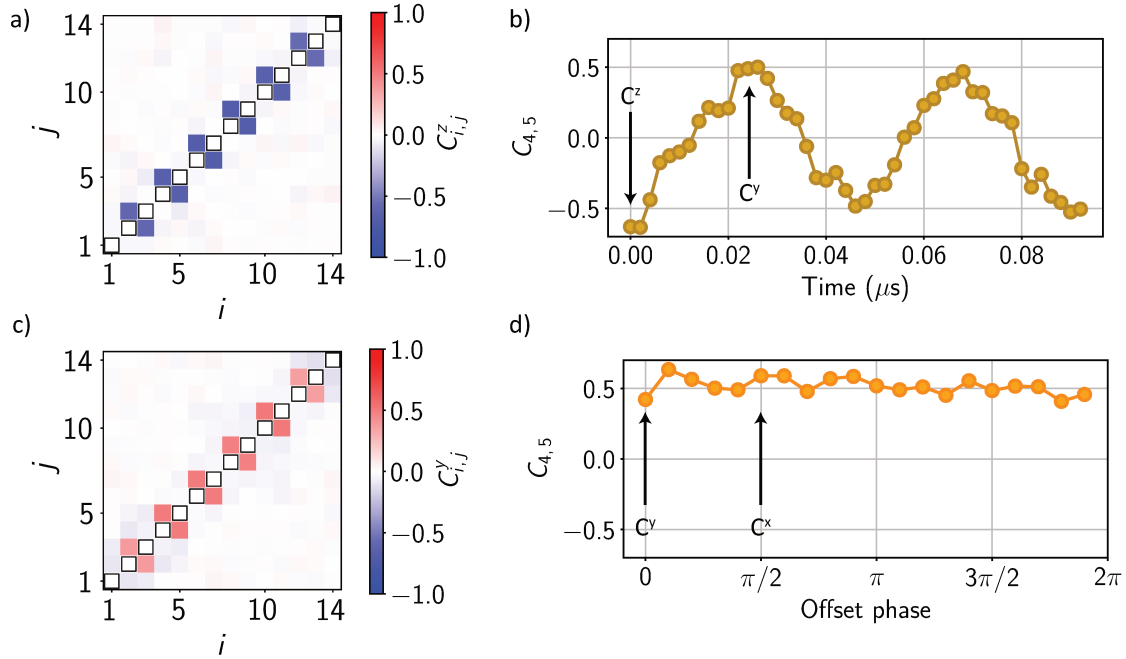 a)
14
10
5
1
j
1
5
10
14
i
1.0
0.5
0.0
−0.5
−1.0
C^z_{i,j}
b)
0.5
0.0
−0.5
C_{4,5}
C^z
C^y
0.00
0.02
0.04
0.06
0.08
Time (μs)
c)
14
10
5
1
j
1
5
10
14
i
1.0
0.5
0.0
−0.5
−1.0
C^y_{i,j}
d)
0.5
0.0
−0.5
C_{4,5}
C^y
C^x
0
π/2
π
3π/2
2π
Offset phase